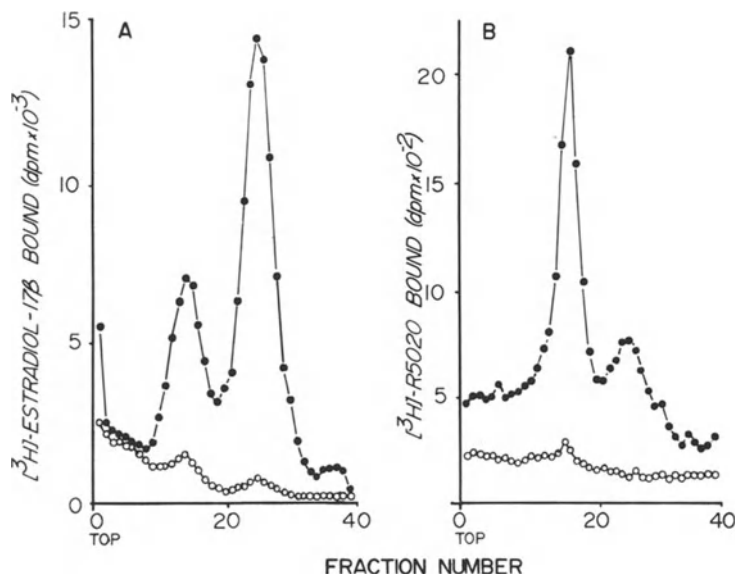 A
[³H]-ESTRADIOL-17β BOUND (dpm×10⁻³)
15
10
5
0
0
20
40
TOP
B
[³H]-R5020 BOUND (dpm×10⁻²)
20
15
10
5
0
20
40
TOP
FRACTION NUMBER